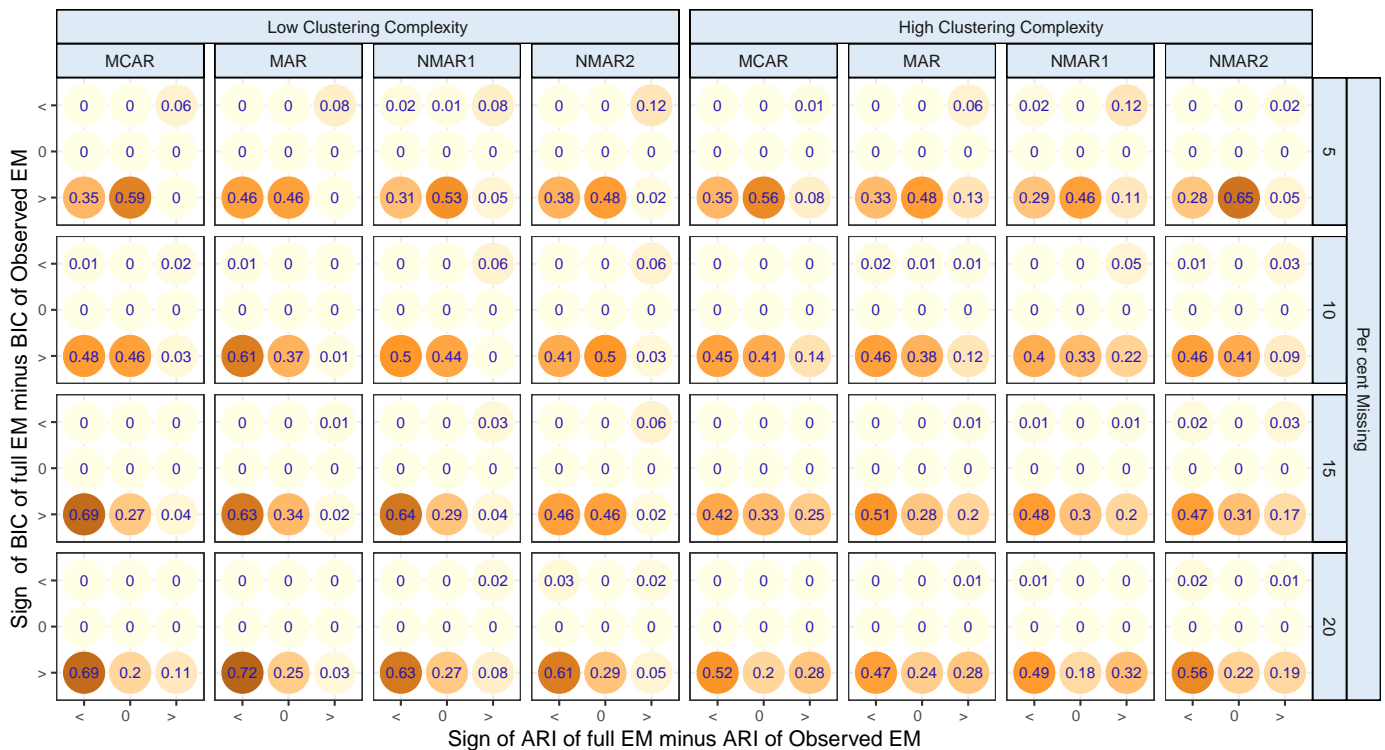 Low Clustering Complexity High Clustering Complexity
MCAR MAR NMAR1 NMAR2 MCAR MAR NMAR1 NMAR2
< 0 0 0.06 0 0 0.08 0.02 0.01 0.08 0 0 0.12 0 0 0.01 0 0 0.06 0.02 0 0.12 0 0 0.02
0 0 0 0 0 0 0 0 0 0 0 0 0 0 0 0 0 0 0 0 0 0 0 0 0
> 0.35 0.59 0 0.46 0.46 0 0.31 0.53 0.05 0.38 0.48 0.02 0.35 0.56 0.08 0.33 0.48 0.13 0.29 0.46 0.11 0.28 0.65 0.05
5
< 0.01 0 0.02 0.01 0 0 0 0 0.06 0 0 0.06 0 0 0 0.02 0.01 0.01 0 0 0.05 0.01 0 0.03
0 0 0 0 0 0 0 0 0 0 0 0 0 0 0 0 0 0 0 0 0 0 0 0 0
> 0.48 0.46 0.03 0.61 0.37 0.01 0.5 0.44 0 0.41 0.5 0.03 0.45 0.41 0.14 0.46 0.38 0.12 0.4 0.33 0.22 0.46 0.41 0.09
10
< 0 0 0 0 0 0.01 0 0 0.03 0 0 0.06 0 0 0 0 0 0.01 0.01 0 0.01 0.02 0 0.03
0 0 0 0 0 0 0 0 0 0 0 0 0 0 0 0 0 0 0 0 0 0 0 0 0
> 0.69 0.27 0.04 0.63 0.34 0.02 0.64 0.29 0.04 0.46 0.46 0.02 0.42 0.33 0.25 0.51 0.28 0.2 0.48 0.3 0.2 0.47 0.31 0.17
15
< 0 0 0 0 0 0 0 0 0.02 0.03 0 0.02 0 0 0 0 0 0.01 0.01 0 0 0.02 0 0.01
0 0 0 0 0 0 0 0 0 0 0 0 0 0 0 0 0 0 0 0 0 0 0 0 0
> 0.69 0.2 0.11 0.72 0.25 0.03 0.63 0.27 0.08 0.61 0.29 0.05 0.52 0.2 0.28 0.47 0.24 0.28 0.49 0.18 0.32 0.56 0.22 0.19
20
< 0 > < 0 > < 0 > < 0 > < 0 > < 0 > < 0 > < 0 >
Sign of ARI of full EM minus ARI of Observed EM
Sign of BIC of full EM minus BIC of Observed EM
Per cent Missing